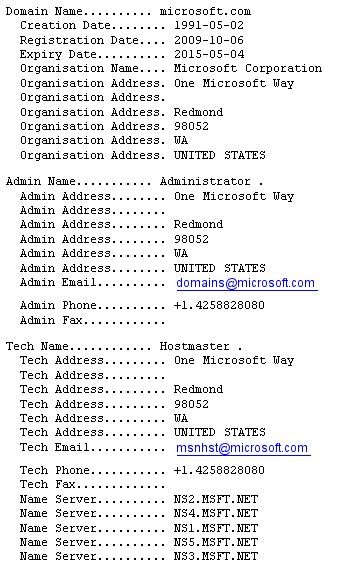 Domain Name.......... microsoft.com
Creation Date........ 1991-05-02
Registration Date.... 2009-10-06
Expiry Date.......... 2015-05-04
Organisation Name.... Microsoft Corporation
Organisation Address. One Microsoft Way
Organisation Address.
Organisation Address. Redmond
Organisation Address. 98052
Organisation Address. WA
Organisation Address. UNITED STATES
Admin Name........... Administrator .
Admin Address........ One Microsoft Way
Admin Address........
Admin Address........ Redmond
Admin Address........ 98052
Admin Address........ WA
Admin Address........ UNITED STATES
Admin Email.......... domains@microsoft.com
Admin Phone.......... +1.4258828080
Admin Fax............
Tech Name............ Hostmaster .
Tech Address......... One Microsoft Way
Tech Address.........
Tech Address......... Redmond
Tech Address......... 98052
Tech Address......... WA
Tech Address......... UNITED STATES
Tech Email........... msnhst@microsoft.com
Tech Phone........... +1.4258828080
Tech Fax.............
Name Server.......... NS2.MSFT.NET
Name Server.......... NS4.MSFT.NET
Name Server.......... NS1.MSFT.NET
Name Server.......... NS5.MSFT.NET
Name Server.......... NS3.MSFT.NET